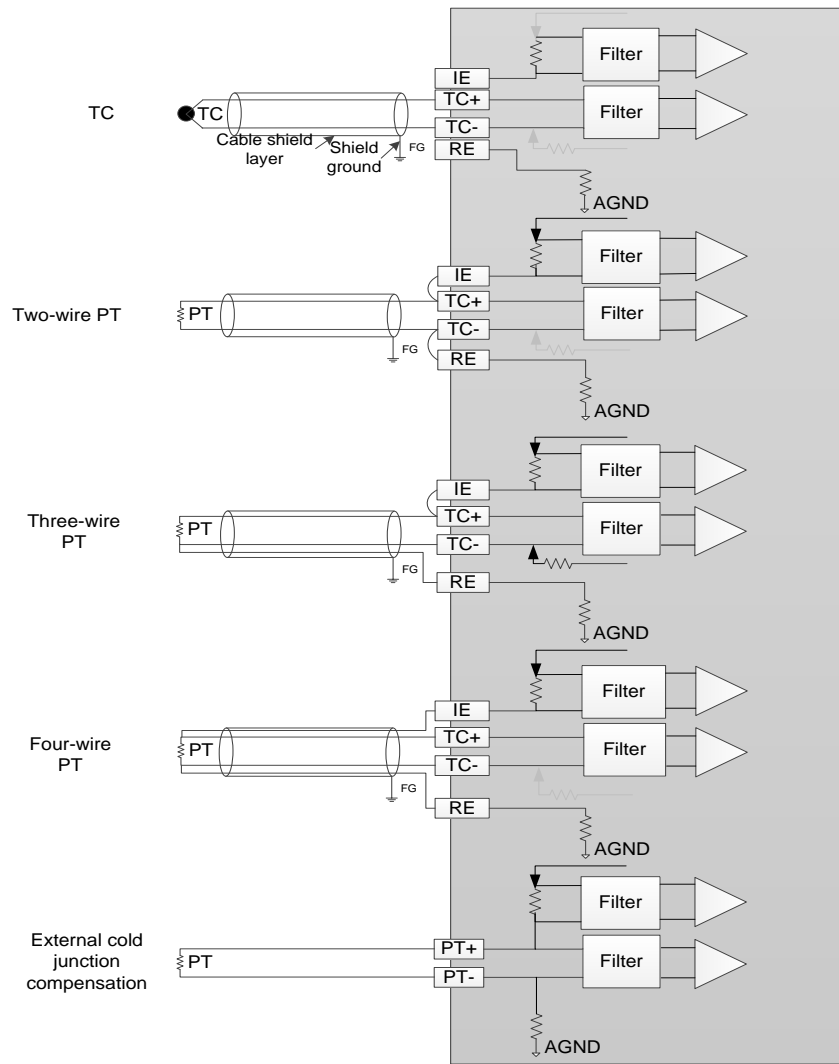 Filter
IE
TC+
Filter
TC
TC
TC-
Cable shield
layer
Shield
ground
FG
RE
AGND
Filter
IE
TC+
Filter
Two-wire PT
PT
TC-
FG
RE
AGND
Filter
IE
Three-wire
PT
PT
TC+
Filter
TC-
FG
RE
AGND
Filter
IE
Four-wire
PT
PT
TC+
Filter
TC-
FG
RE
AGND
Filter
External cold
junction
compensation
PT
PT+
Filter
PT-
AGND